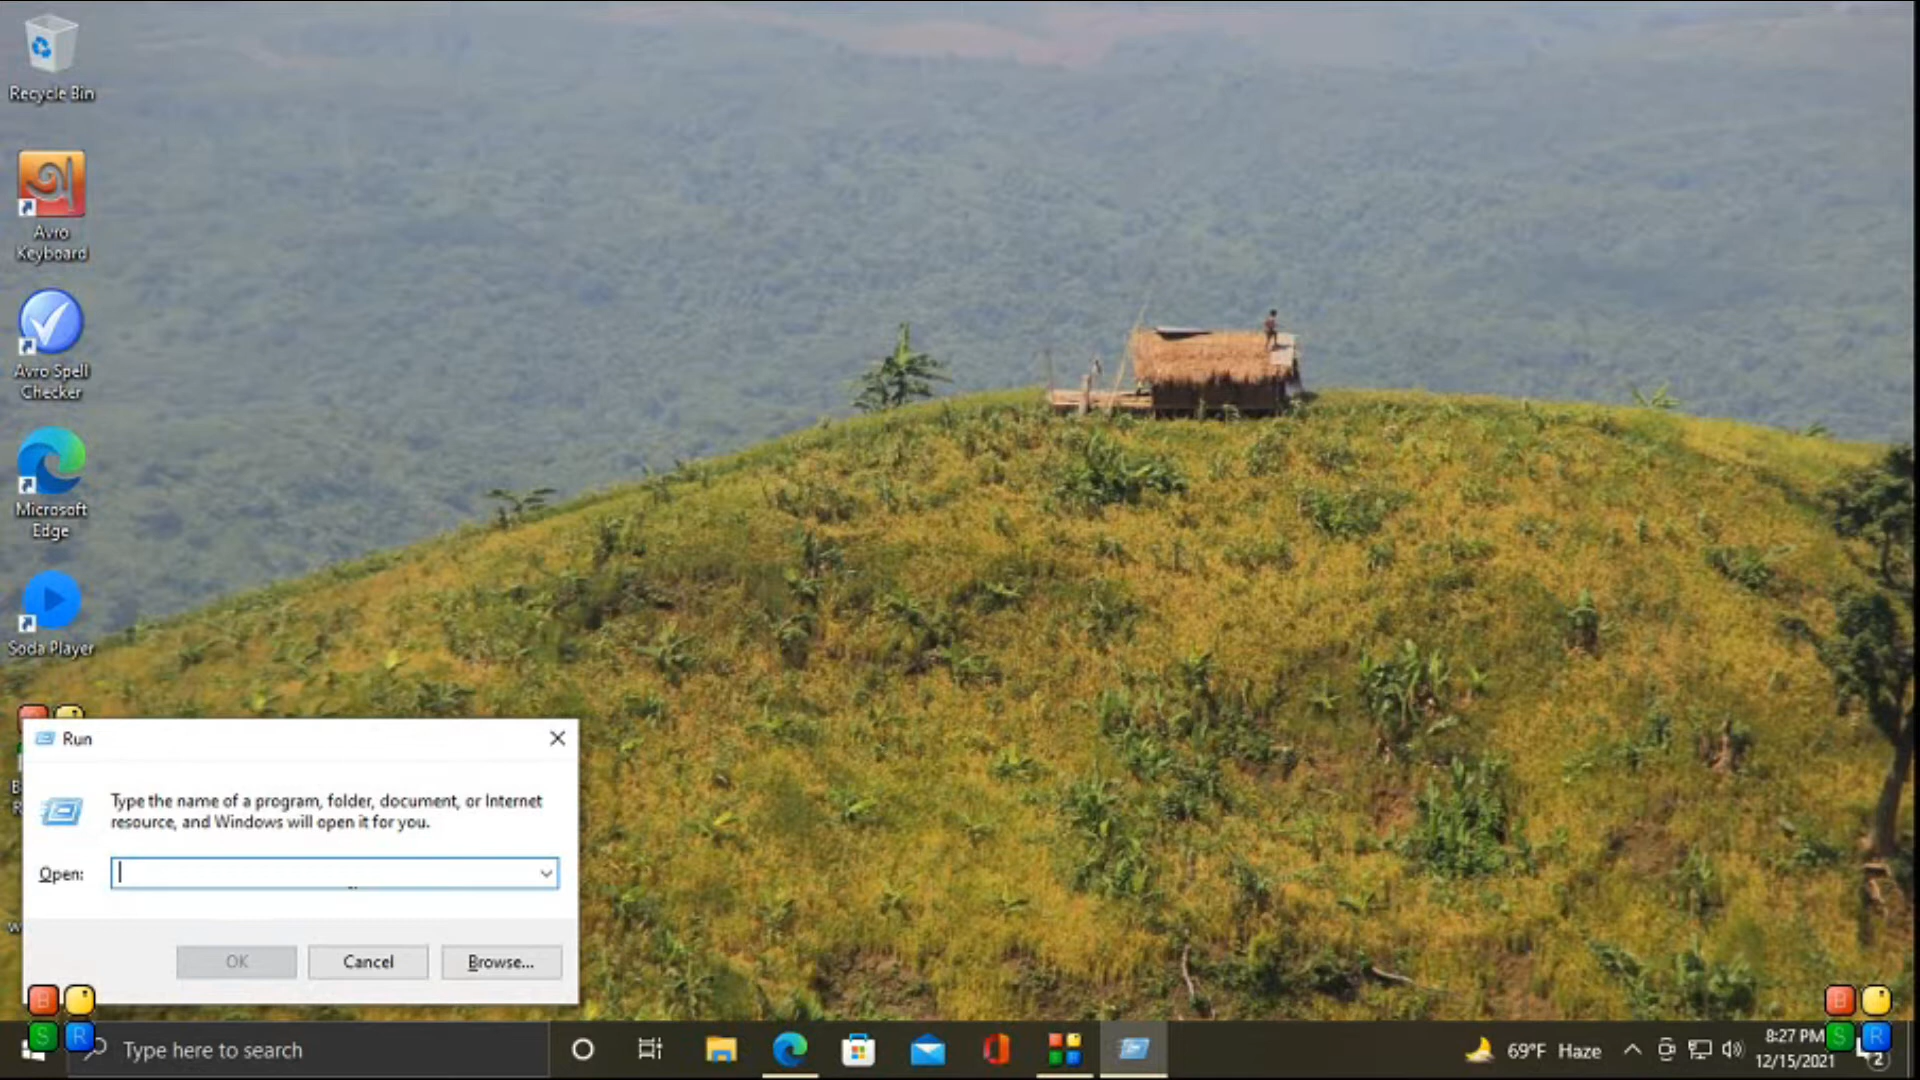 Recycle Bin
Avro
Keyboard
Avro Spell
Checker
Microsoft
Edge
Soda Player
Run
Type the name of a program, folder, document, or Internet
resource, and Windows will open it for you.
Open:
OK
Cancel
Browse...
B
S R
Type here to search
69°F Haze
8:27 PM
12/15/2021
B
S R
2